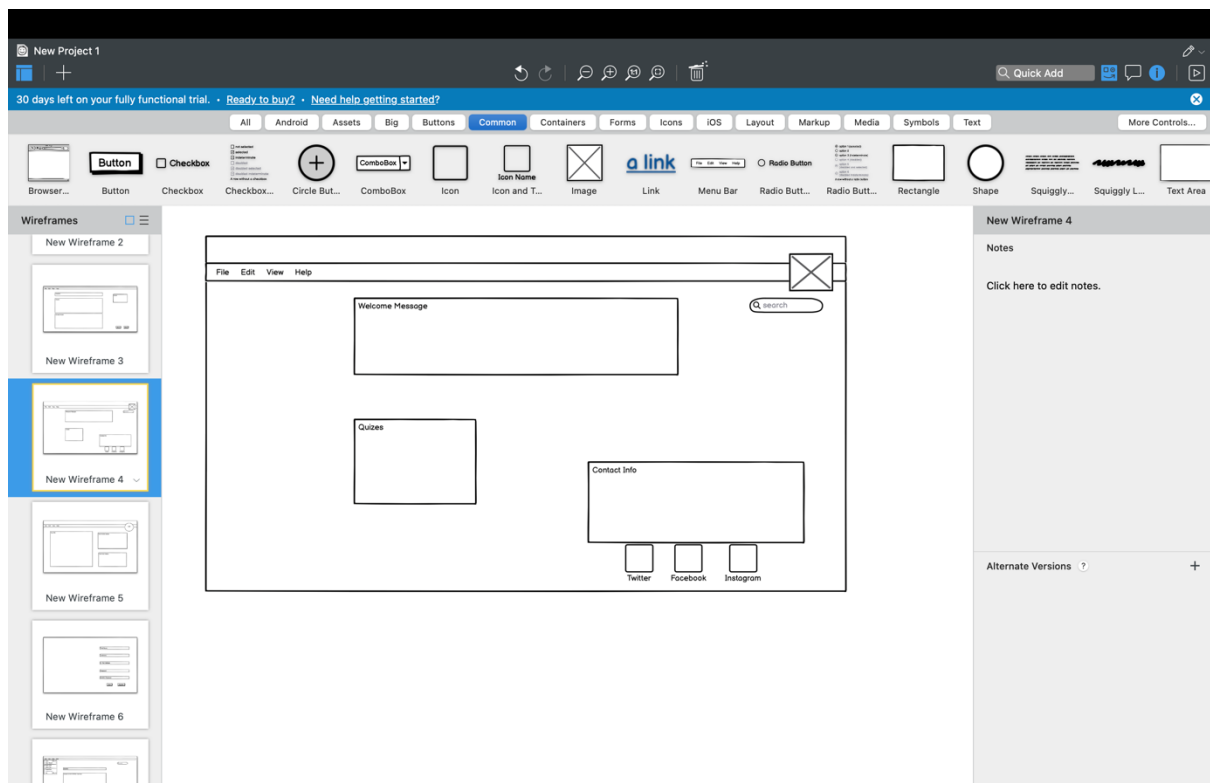 New Project 1
Quick Add
30 days left on your fully functional trial. • Ready to buy? • Need help getting started?
All Android Assets Big Buttons Common Containers Forms Icons iOS Layout Markup Media Symbols Text More Controls...
Button Checkbox ComboBox Icon Name a link File Edit View Help Radio Button
Browser... Button Checkbox Checkbox... Circle But... ComboBox Icon Icon and T... Image Link Menu Bar Radio Butt... Radio Butt... Rectangle Shape Squiggly... Squiggly L... Text Area
Wireframes
New Wireframe 2
New Wireframe 3
New Wireframe 4
New Wireframe 5
New Wireframe 6
File Edit View Help
Welcome Message
search
Quizes
Contact Info
Twitter Facebook Instagram
New Wireframe 4
Notes
Click here to edit notes.
Alternate Versions ? +